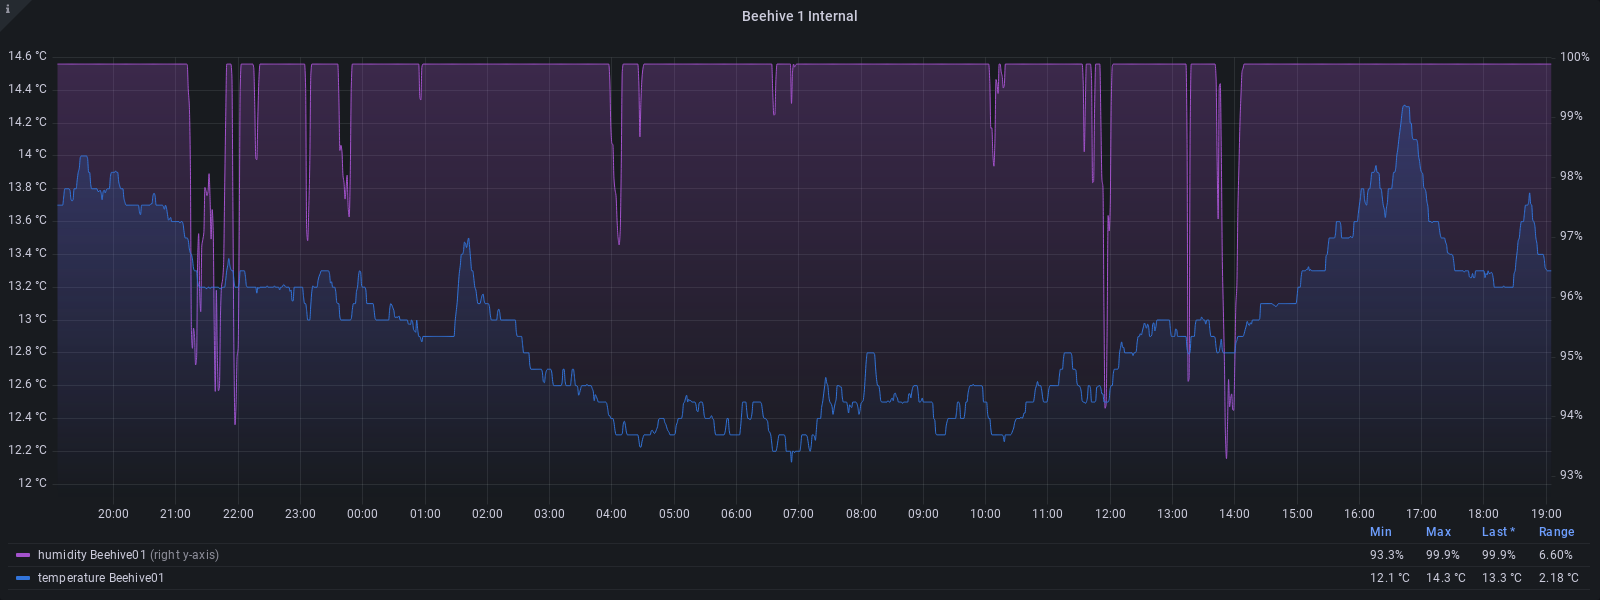 i
Beehive 1 Internal
14.6 °C
14.4 °C
14.2 °C
14 °C
13.8 °C
13.6 °C
13.4 °C
13.2 °C
13 °C
12.8 °C
12.6 °C
12.4 °C
12.2 °C
12 °C
100%
99%
98%
97%
96%
95%
94%
93%
20:00 21:00 22:00 23:00 00:00 01:00 02:00 03:00 04:00 05:00 06:00 07:00 08:00 09:00 10:00 11:00 12:00 13:00 14:00 15:00 16:00 17:00 18:00 19:00
Min Max Last * Range
humidity Beehive01 (right y-axis) 93.3% 99.9% 99.9% 6.60%
temperature Beehive01 12.1 °C 14.3 °C 13.3 °C 2.18 °C